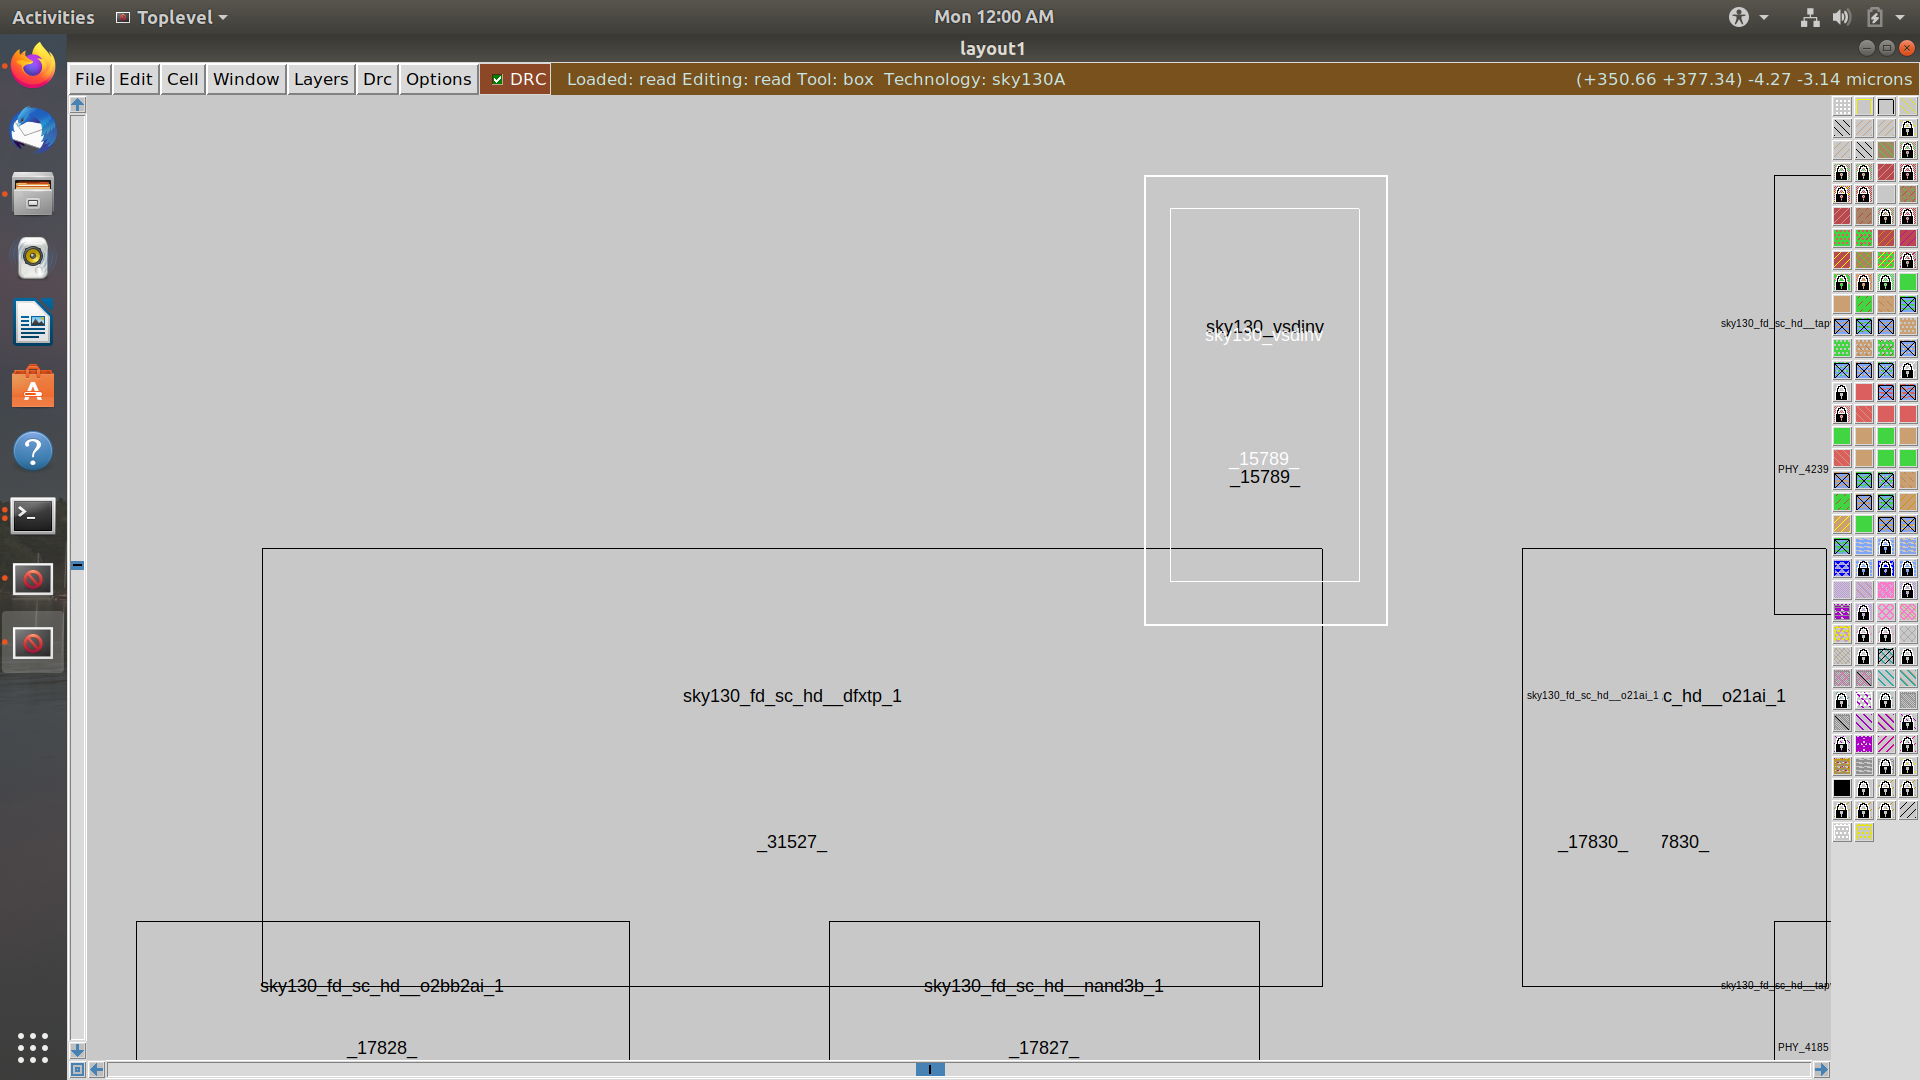 Activities Toplevel Mon 12:00 AM
layout1
File Edit Cell Window Layers Drc Options DRC Loaded: read Editing: read Tool: box Technology: sky130A (+350.66 +377.34) -4.27 -3.14 microns
sky130_vsdinv
sky130_vsdinv
sky130_fd_sc_hd__tapv
_15789_
_15789_
PHY_4239
sky130_fd_sc_hd__dfxtp_1
sky130_fd_sc_hd__o21ai_1 c_hd__o21ai_1
_31527_
_17830_ 7830_
sky130_fd_sc_hd__o2bb2ai_1
sky130_fd_sc_hd__nand3b_1
sky130_fd_sc_hd__tapv
_17828_
_17827_
PHY_4185